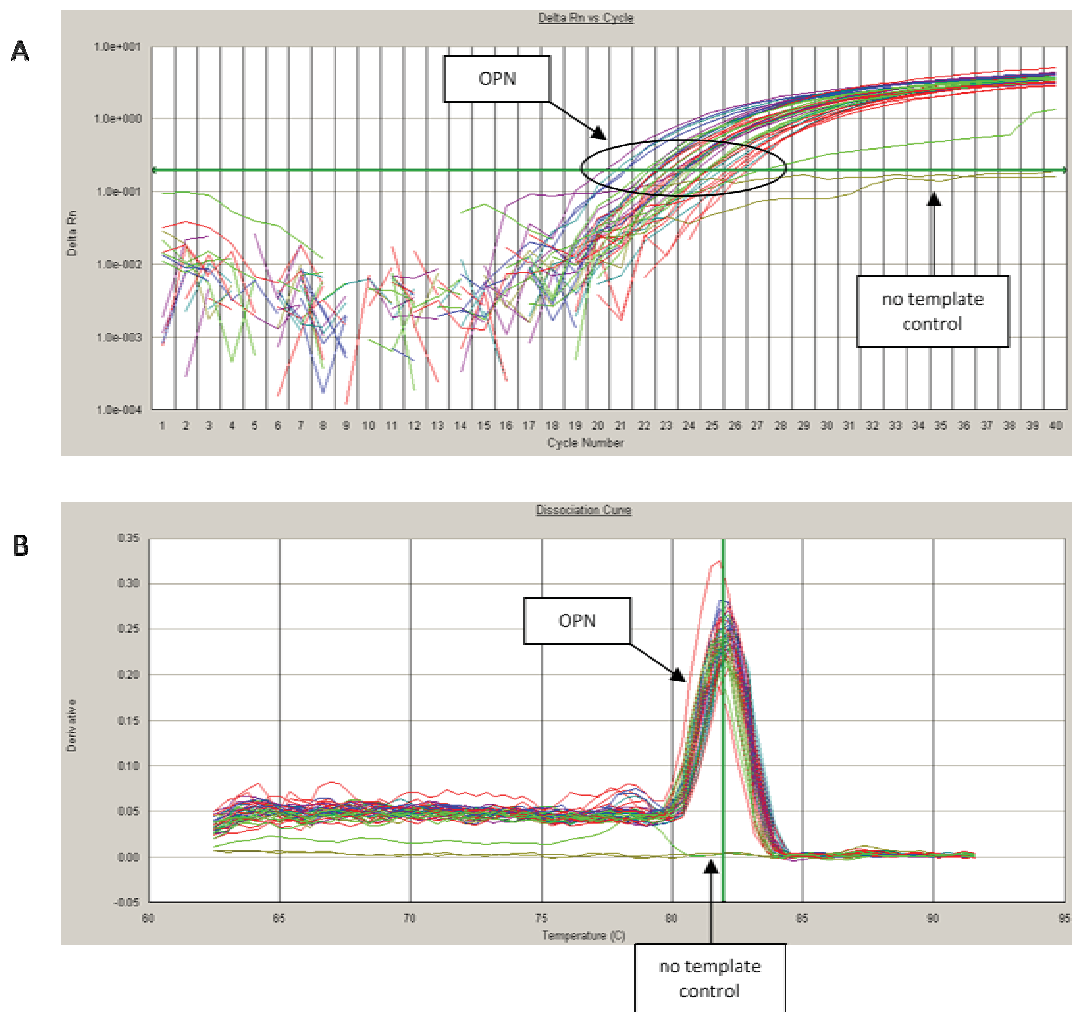 A
Delta Rn vs Cycle
1.0e+001
1.0e+000
1.0e-001
1.0e-002
1.0e-003
1.0e-004
Delta Rn
OPN
no template
control
1 2 3 4 5 6 7 8 9 10 11 12 13 14 15 16 17 18 19 20 21 22 23 24 25 26 27 28 29 30 31 32 33 34 35 36 37 38 39 40
Cycle Number
B
Dissociation Curve
0.35
0.30
0.25
0.20
0.15
0.10
0.05
0.00
-0.05
Derivative
OPN
60 65 70 75 80 85 90 95
Temperature (C)
no template
control